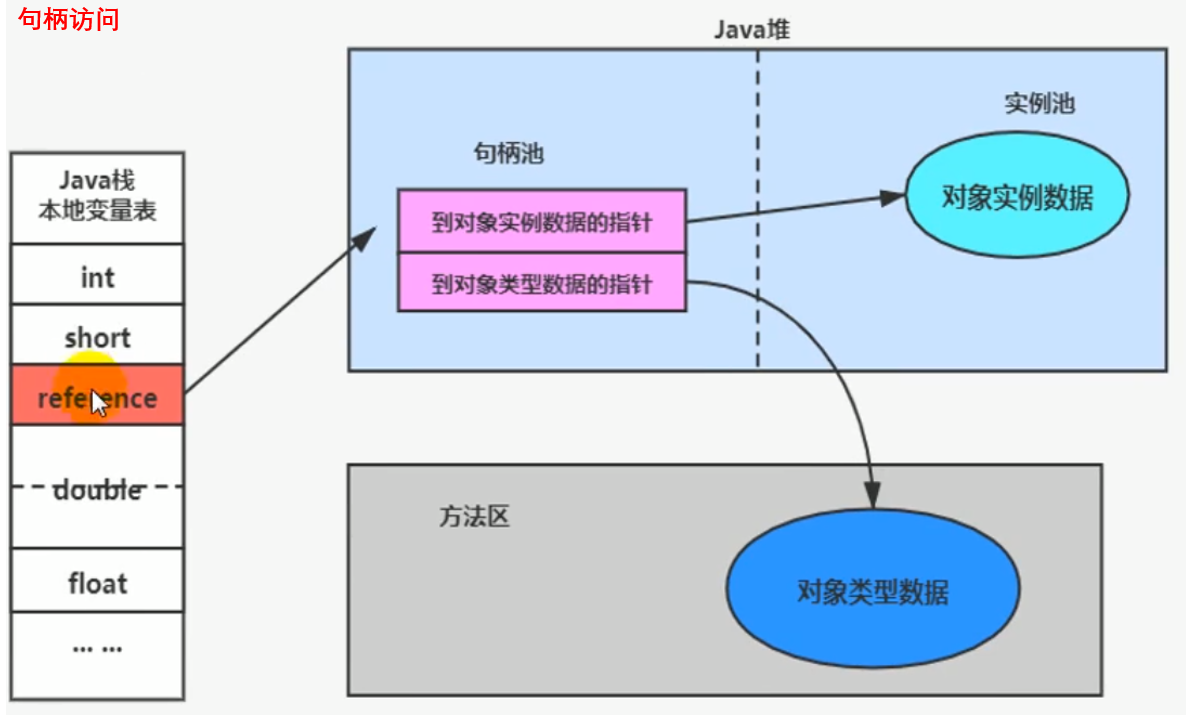 句柄访问
Java堆
实例池
句柄池
对象实例数据
到对象实例数据的指针
到对象类型数据的指针
Java栈
本地变量表
int
short
reference
double
float
... ...
方法区
对象类型数据